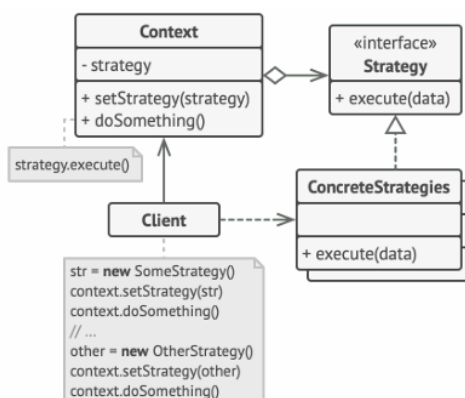 Context
- strategy
+ setStrategy(strategy)
+ doSomething()
«interface»
Strategy
+ execute(data)
strategy.execute()
ConcreteStrategies
+ execute(data)
Client
str = new SomeStrategy()
context.setStrategy(str)
context.doSomething()
// ...
other = new OtherStrategy()
context.setStrategy(other)
context.doSomething()